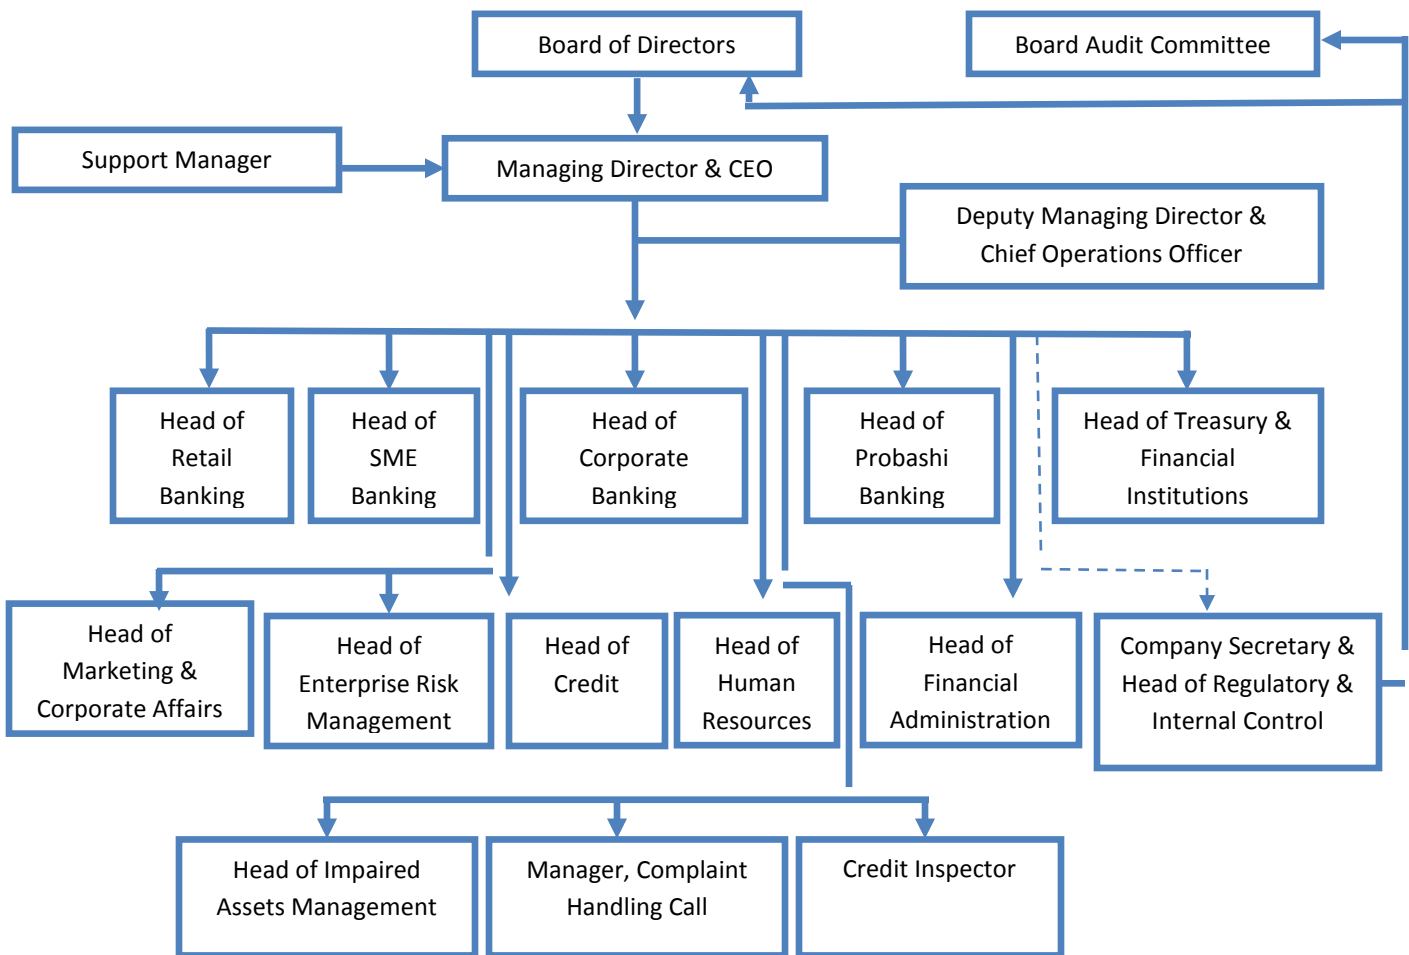 Board of Directors
Board Audit Committee
Support Manager
Managing Director & CEO
Deputy Managing Director &
Chief Operations Officer
Head of
Retail
Banking
Head of
SME
Banking
Head of
Corporate
Banking
Head of
Probashi
Banking
Head of Treasury &
Financial
Institutions
Head of
Marketing &
Corporate Affairs
Head of
Enterprise Risk
Management
Head of
Credit
Head of
Human
Resources
Head of
Financial
Administration
Company Secretary &
Head of Regulatory &
Internal Control
Head of Impaired
Assets Management
Manager, Complaint
Handling Call
Credit Inspector